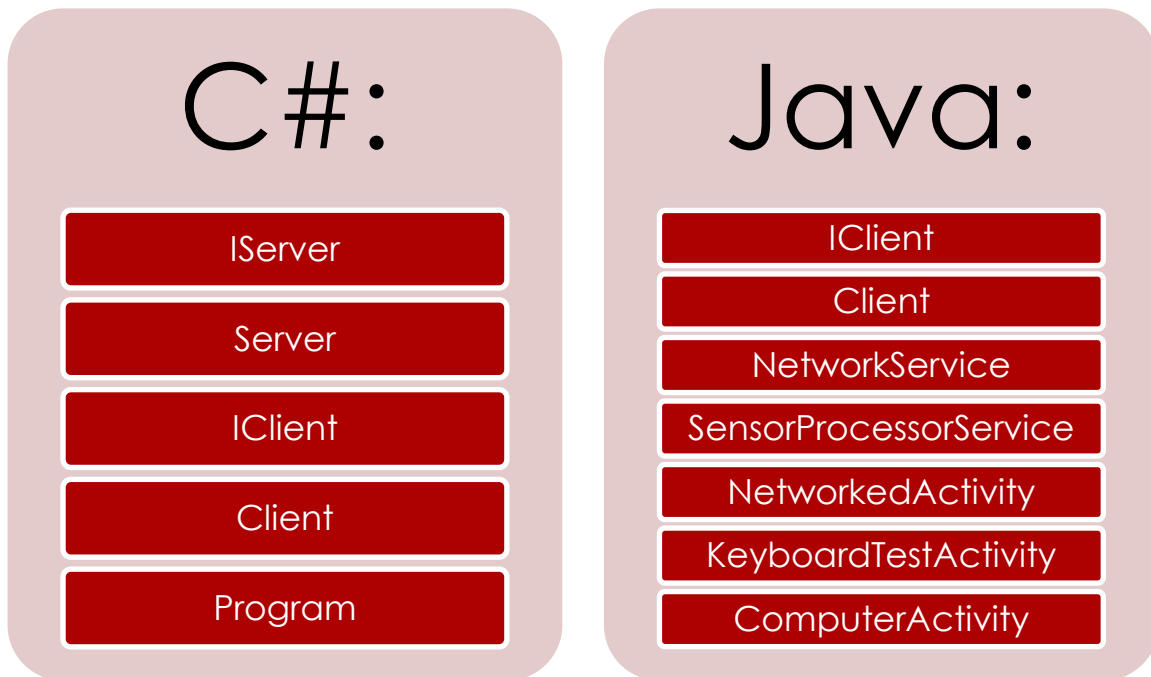 C#:
IServer
Server
IClient
Client
Program
Java:
IClient
Client
NetworkService
SensorProcessorService
NetworkedActivity
KeyboardTestActivity
ComputerActivity